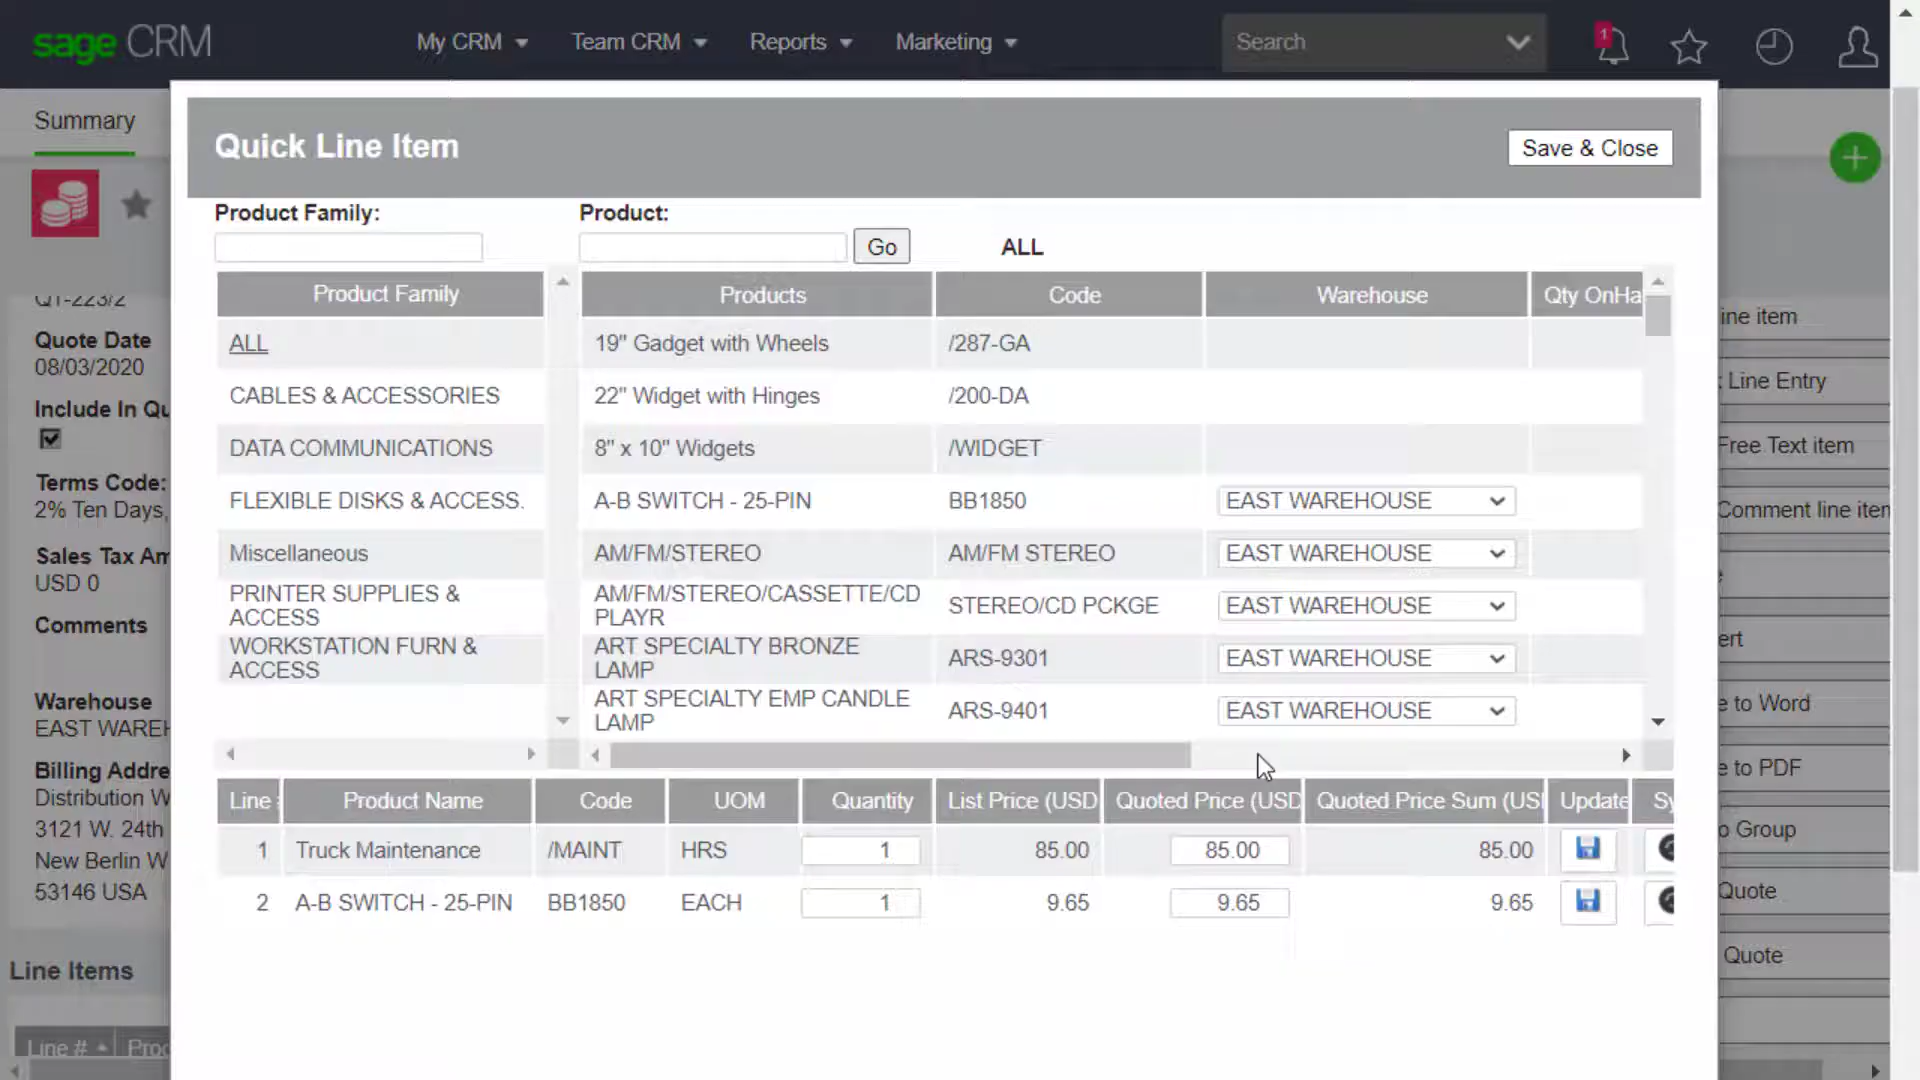 sage CRM
My CRM
Team CRM
Reports
Marketing
Search
1
Summary
Quick Line Item
Save & Close
Product Family:
Product:
Go
ALL
Product Family
Products
Code
Warehouse
Qty OnHa
ALL
19" Gadget with Wheels
/287-GA
CABLES & ACCESSORIES
22" Widget with Hinges
/200-DA
DATA COMMUNICATIONS
8" x 10" Widgets
/WIDGET
FLEXIBLE DISKS & ACCESS.
A-B SWITCH - 25-PIN
BB1850
EAST WAREHOUSE
Miscellaneous
AM/FM/STEREO
AM/FM STEREO
EAST WAREHOUSE
PRINTER SUPPLIES &
ACCESS
AM/FM/STEREO/CASSETTE/CD
PLAYR
STEREO/CD PCKGE
EAST WAREHOUSE
WORKSTATION FURN &
ACCESS
ART SPECIALTY BRONZE
LAMP
ARS-9301
EAST WAREHOUSE
ART SPECIALTY EMP CANDLE
LAMP
ARS-9401
EAST WAREHOUSE
Line
Product Name
Code
UOM
Quantity
List Price (USD
Quoted Price (USD
Quoted Price Sum (US
Update
Sy
1
Truck Maintenance
/MAINT
HRS
1
85.00
85.00
85.00
2
A-B SWITCH - 25-PIN
BB1850
EACH
1
9.65
9.65
9.65
QT-223/2
Quote Date
08/03/2020
Include In Qu
Terms Code:
2% Ten Days,
Sales Tax Am
USD 0
Comments
Warehouse
EAST WAREH
Billing Addre
Distribution W
3121 W. 24th
New Berlin W
53146 USA
Line Items
Line #
Proc
ine item
Line Entry
Free Text item
Comment line iten
ert
e to Word
e to PDF
o Group
Quote
Quote